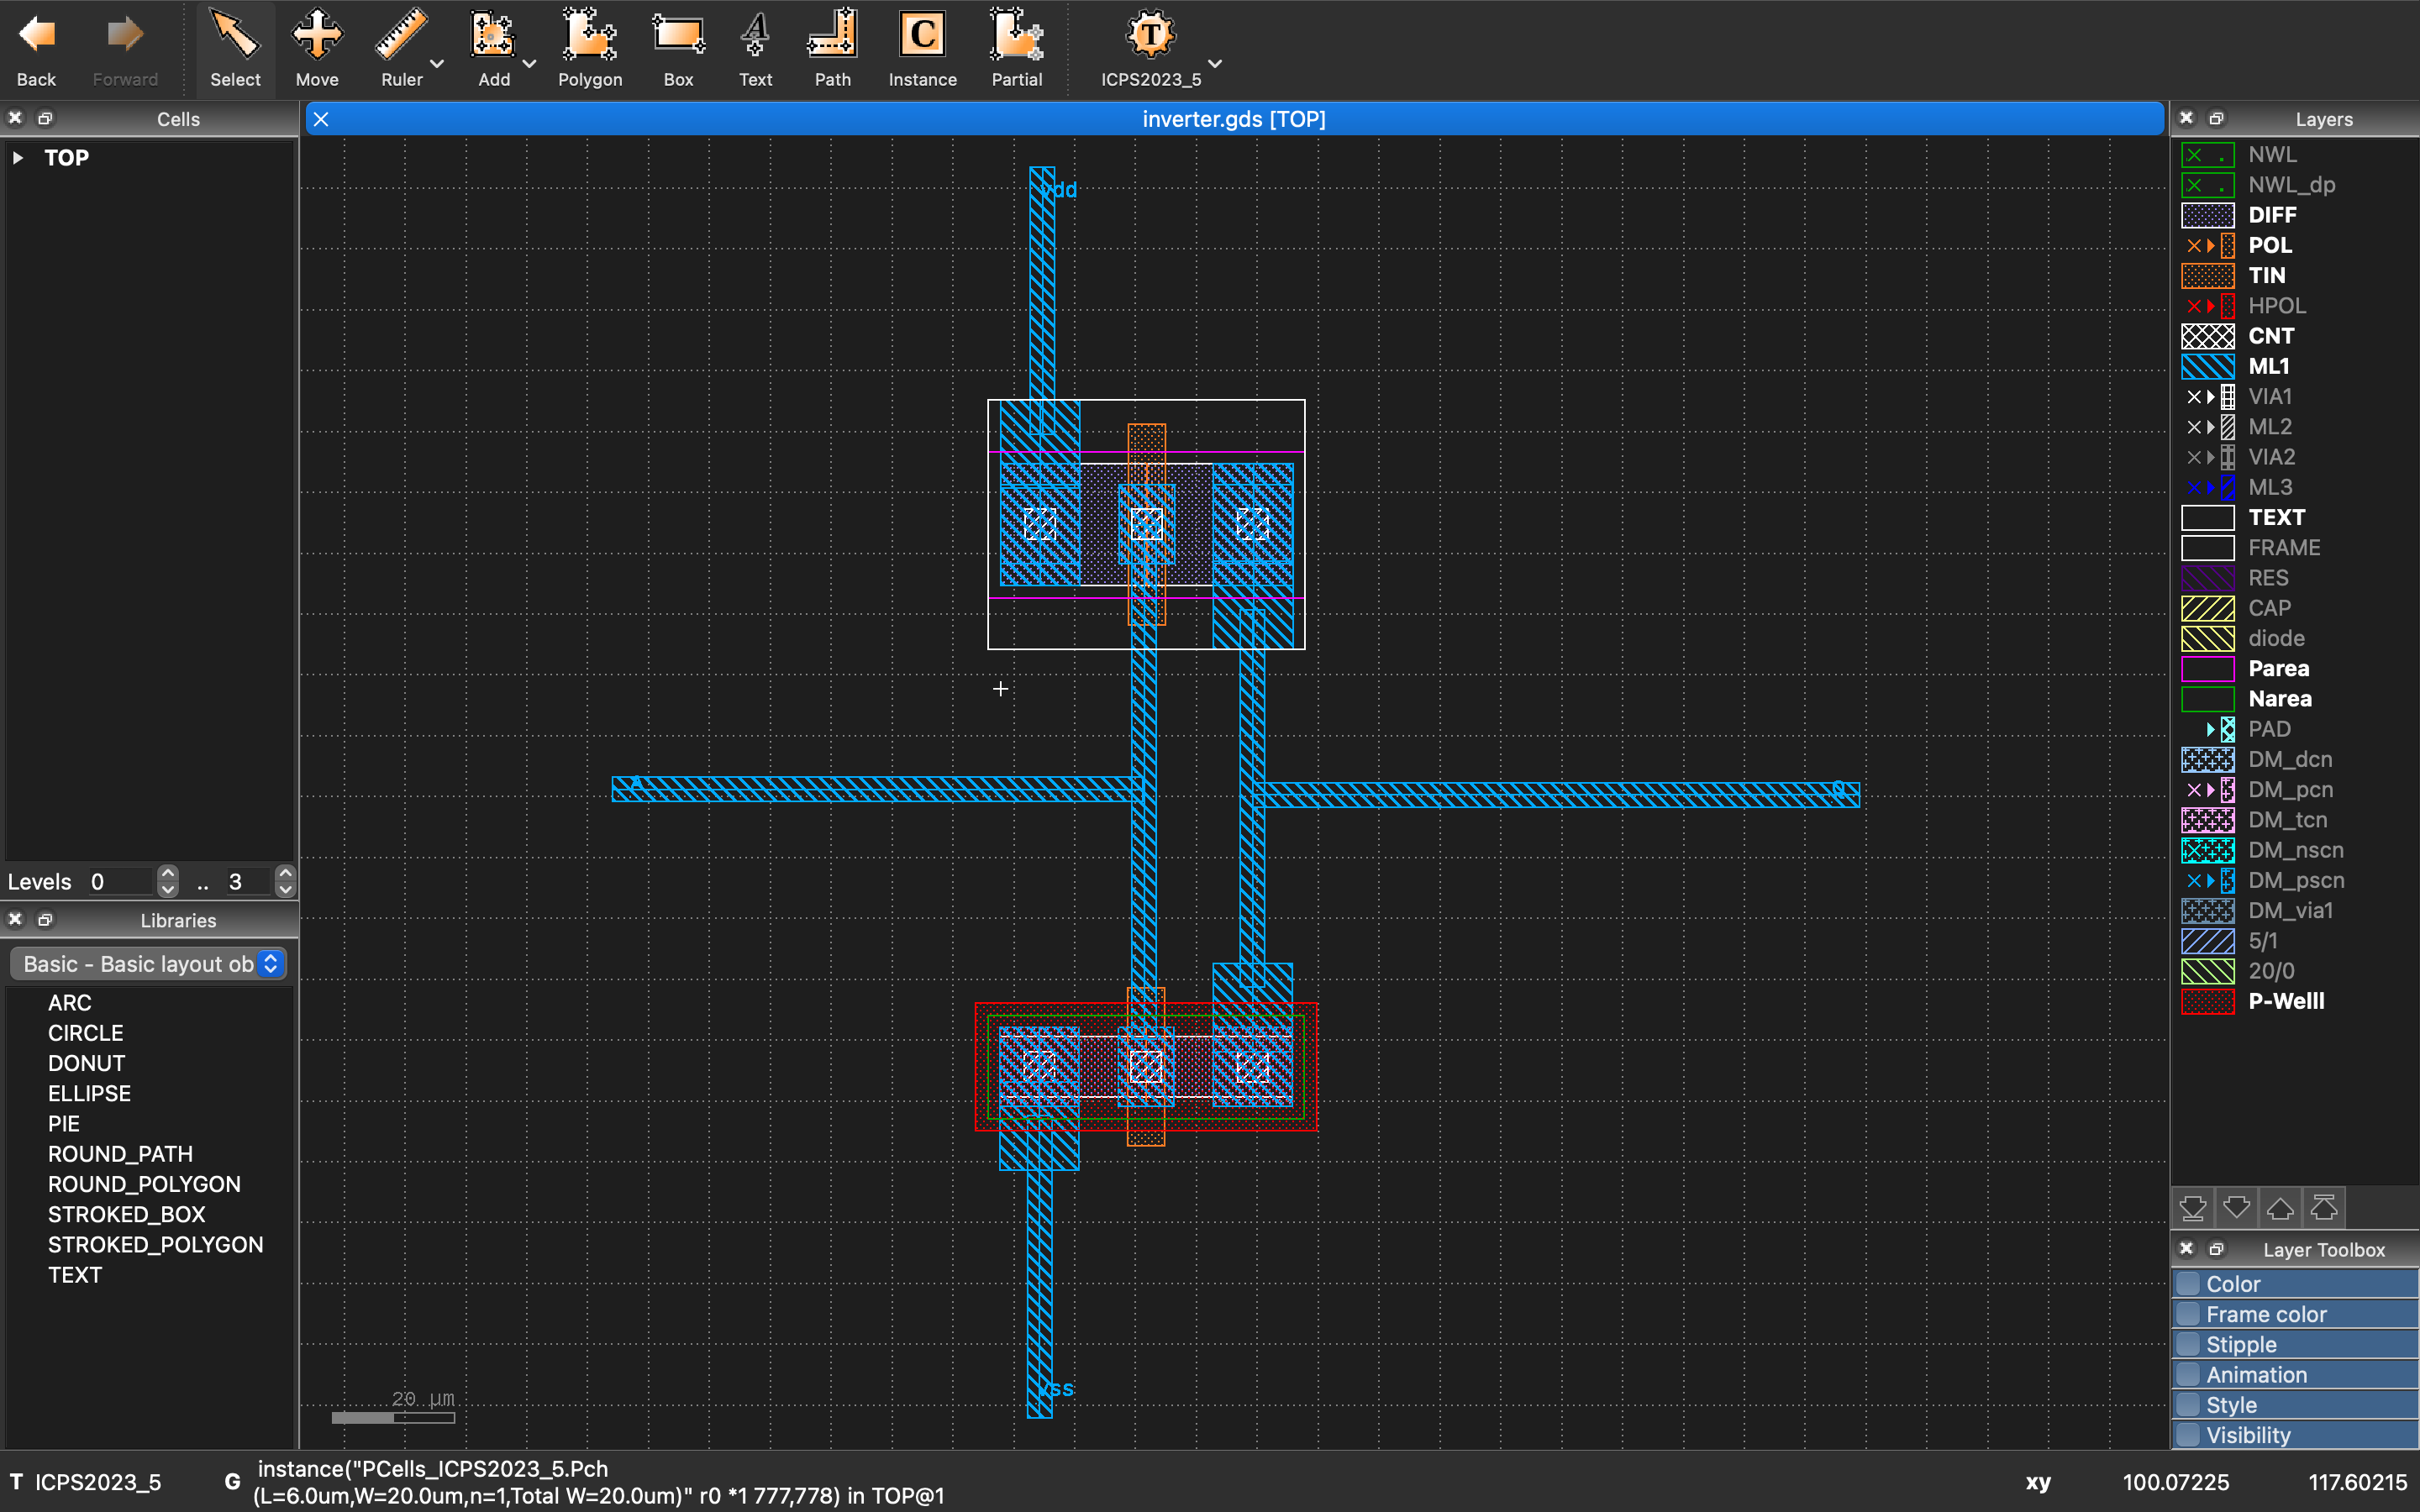 Back
Forward
Select
Move
Ruler
Add
Polygon
Box
Text
Path
Instance
Partial
ICPS2023_5
Cells
inverter.gds [TOP]
Layers
TOP
Levels 0 .. 3
Libraries
Basic - Basic layout ob
ARC
CIRCLE
DONUT
ELLIPSE
PIE
ROUND_PATH
ROUND_POLYGON
STROKED_BOX
STROKED_POLYGON
TEXT
vdd
A
Q
vss
20 µm
NWL
NWL_dp
DIFF
POL
TIN
HPOL
CNT
ML1
VIA1
ML2
VIA2
ML3
TEXT
FRAME
RES
CAP
diode
Parea
Narea
PAD
DM_dcn
DM_pcn
DM_tcn
DM_nscn
DM_pscn
DM_via1
5/1
20/0
P-Welll
Layer Toolbox
Color
Frame color
Stipple
Animation
Style
Visibility
T ICPS2023_5
G instance("PCells_ICPS2023_5.Pch
(L=6.0um,W=20.0um,n=1,Total W=20.0um)" r0 *1 777,778) in TOP@1
xy 100.07225 117.60215